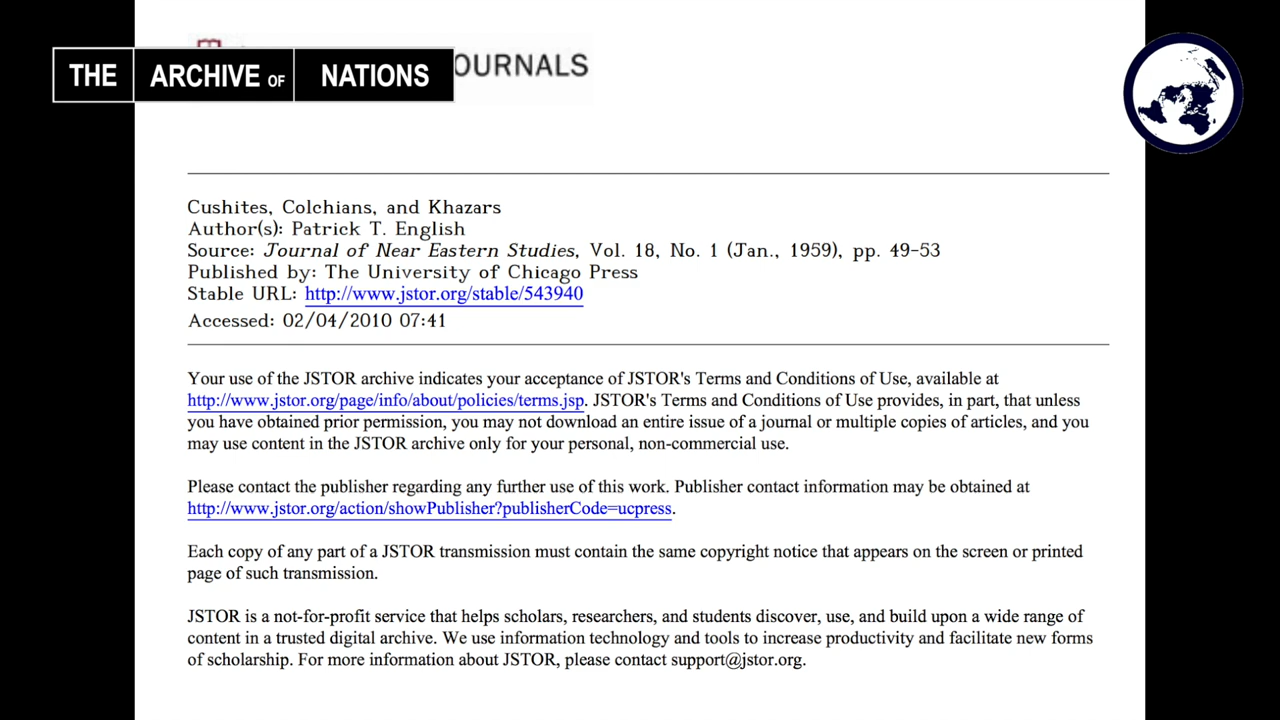 THE ARCHIVE OF NATIONS
OURNALS
Cushites, Colchians, and Khazars
Author(s): Patrick T. English
Source: Journal of Near Eastern Studies, Vol. 18, No. 1 (Jan., 1959), pp. 49-53
Published by: The University of Chicago Press
Stable URL: http://www.jstor.org/stable/543940
Accessed: 02/04/2010 07:41
Your use of the JSTOR archive indicates your acceptance of JSTOR's Terms and Conditions of Use, available at
http://www.jstor.org/page/info/about/policies/terms.jsp. JSTOR's Terms and Conditions of Use provides, in part, that unless
you have obtained prior permission, you may not download an entire issue of a journal or multiple copies of articles, and you
may use content in the JSTOR archive only for your personal, non-commercial use.
Please contact the publisher regarding any further use of this work. Publisher contact information may be obtained at
http://www.jstor.org/action/showPublisher?publisherCode=ucpress.
Each copy of any part of a JSTOR transmission must contain the same copyright notice that appears on the screen or printed
page of such transmission.
JSTOR is a not-for-profit service that helps scholars, researchers, and students discover, use, and build upon a wide range of
content in a trusted digital archive. We use information technology and tools to increase productivity and facilitate new forms
of scholarship. For more information about JSTOR, please contact support@jstor.org.